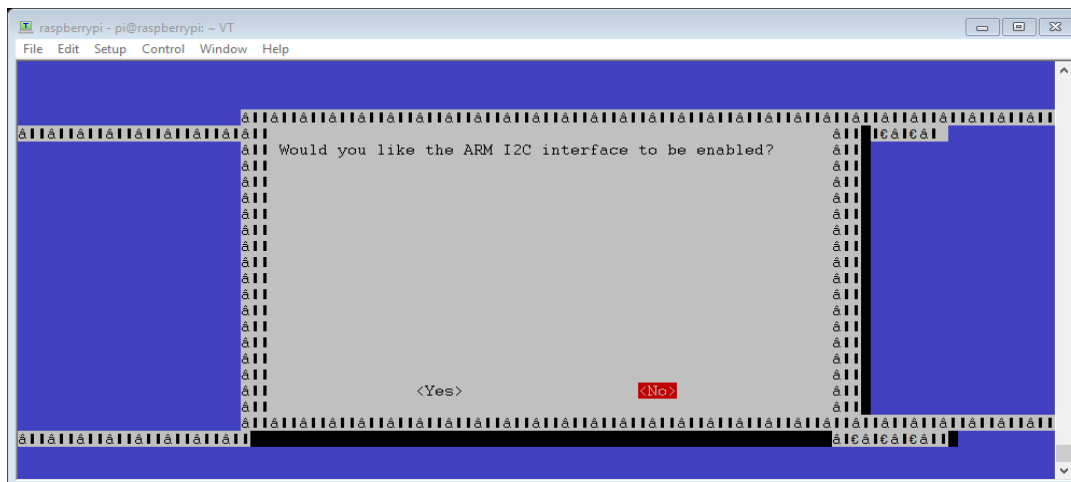 raspberrypi - pi@raspberrypi: ~ VT
File Edit Setup Control Window Help
Would you like the ARM I2C interface to be enabled?
<Yes> <No>